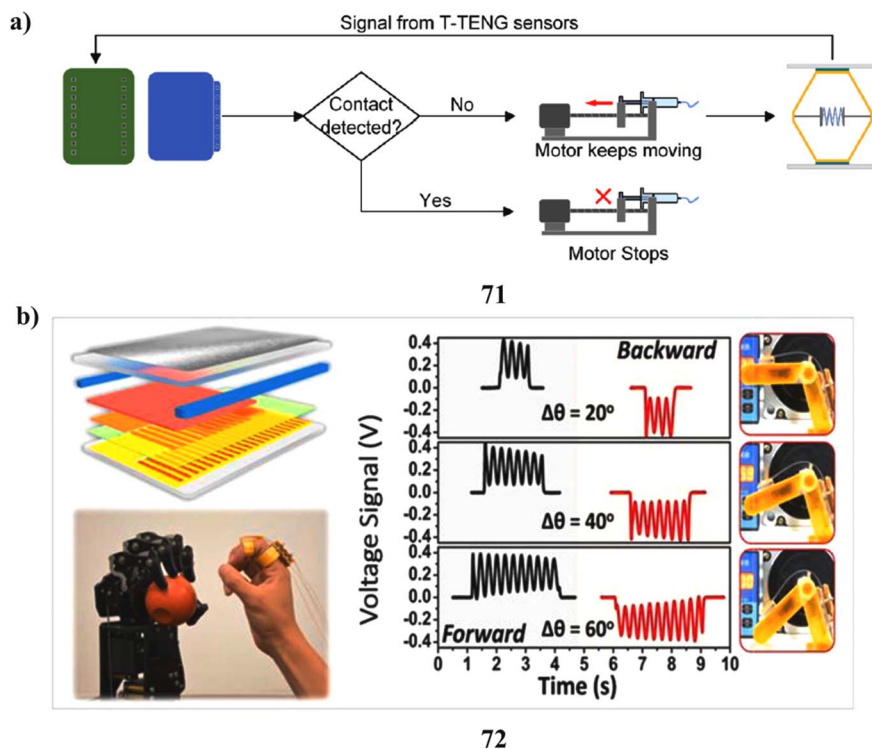 a)
Signal from T-TENG sensors
Contact
detected?
No
Motor keeps moving
Yes
Motor Stops
71
b)
Voltage Signal (V)
0.4
0.2
0.0
-0.2
-0.4
Backward
Δθ = 20°
0.4
0.2
0.0
-0.2
-0.4
Δθ = 40°
0.4
0.2
0.0
-0.2
-0.4
Forward
Δθ = 60°
0 1 2 3 4 5 6 7 8 9 10
Time (s)
72